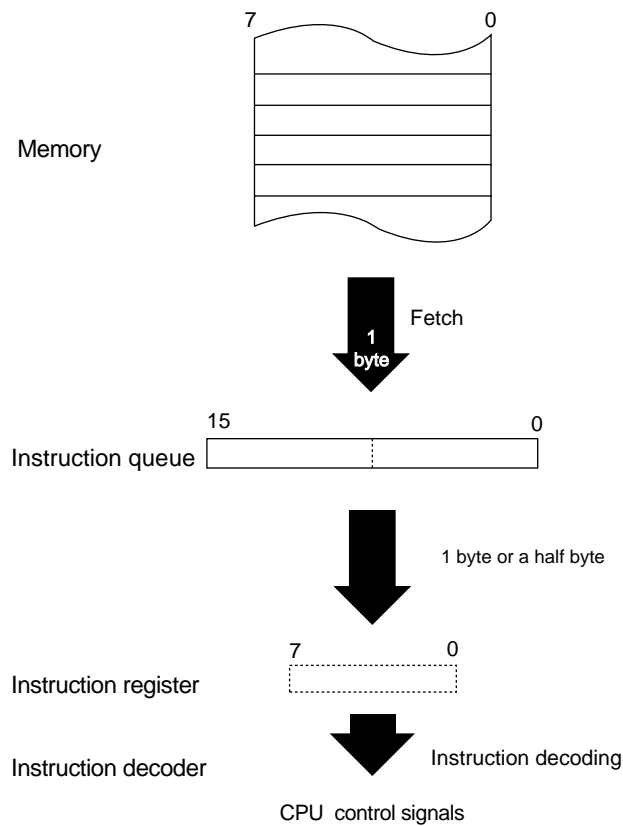 7 0
Memory
Fetch
1
byte
15 0
Instruction queue
1 byte or a half byte
7 0
Instruction register
Instruction decoding
Instruction decoder
CPU control signals